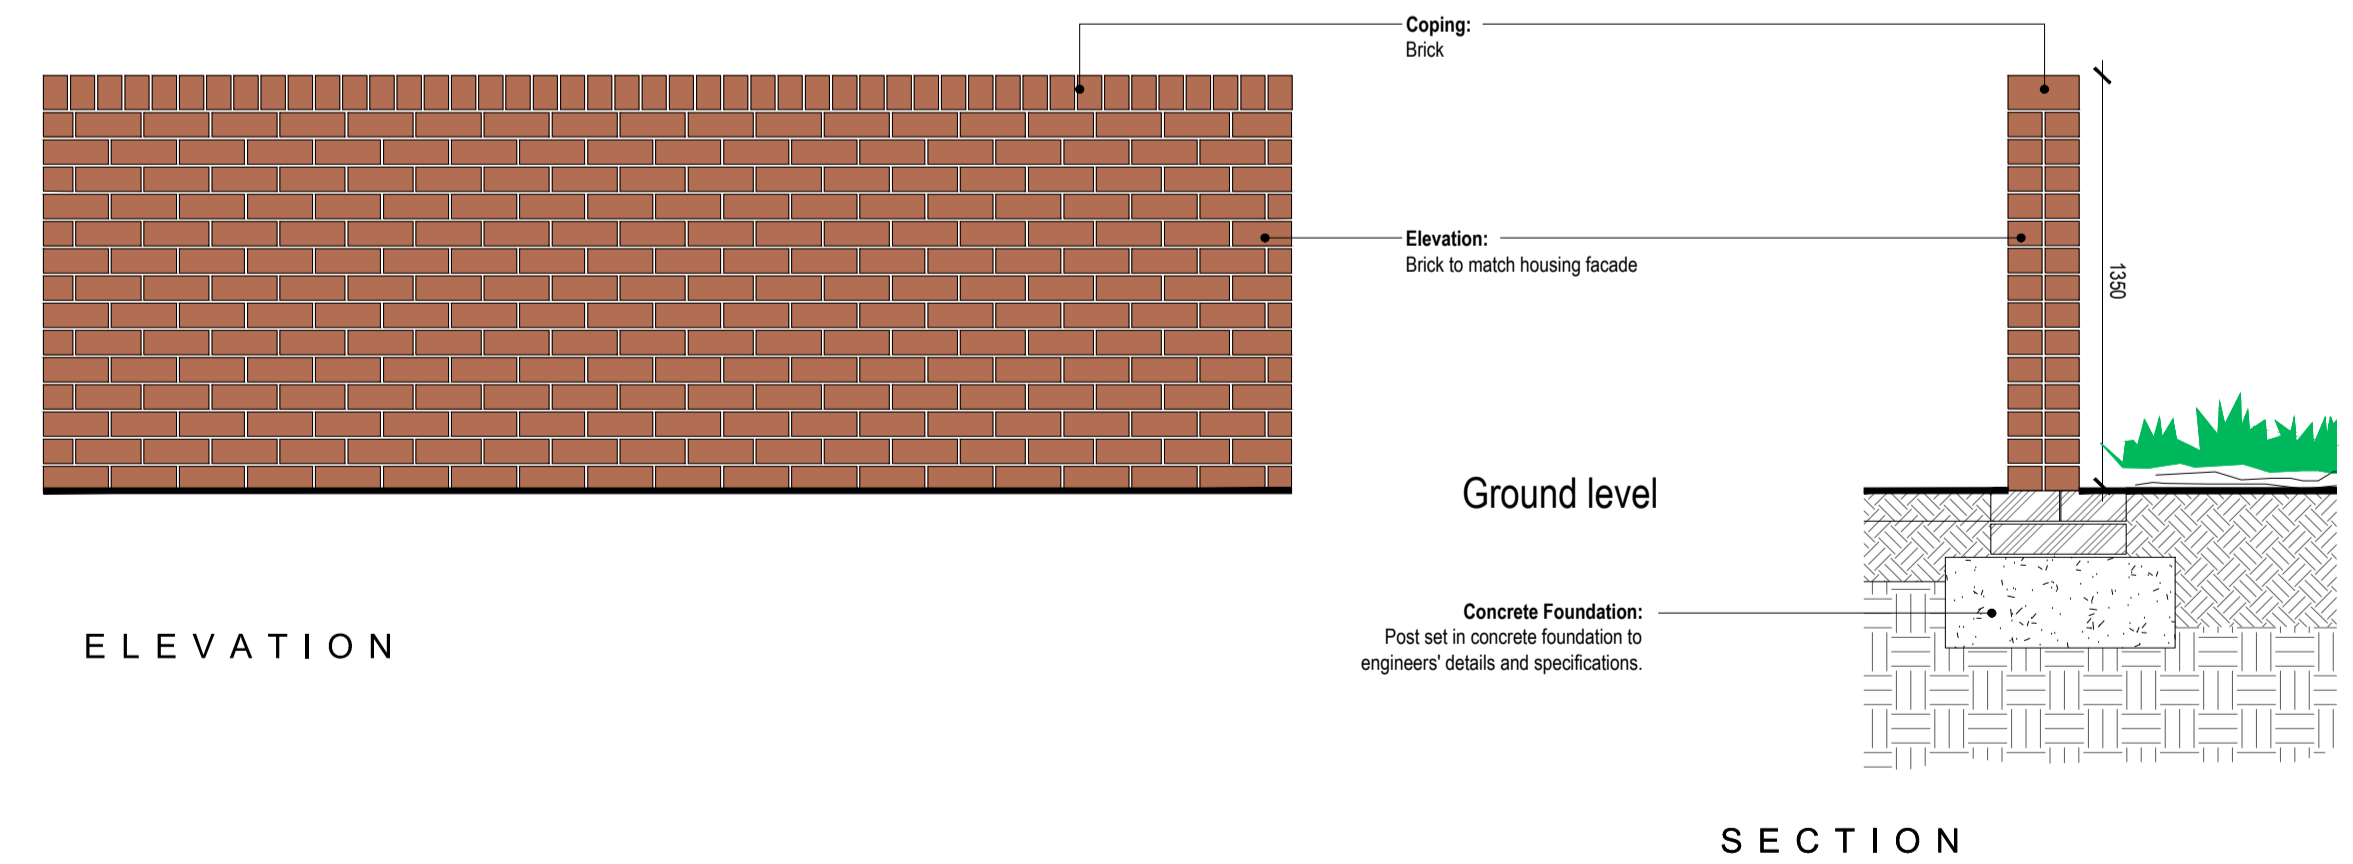 Coping:
Brick
Elevation:
Brick to match housing facade
1350
Ground level
Concrete Foundation:
Post set in concrete foundation to
engineers' details and specifications.
ELEVATION
SECTION